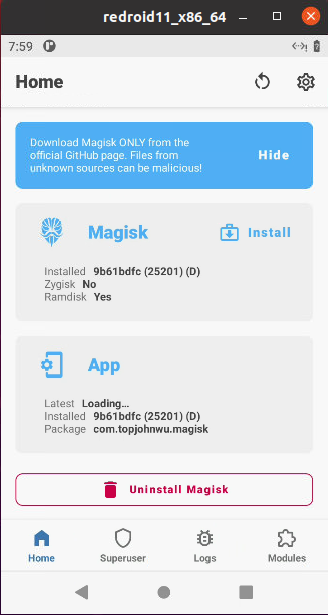 redroid11_x86_64
7:59
Home
Download Magisk ONLY from the
official GitHub page. Files from
unknown sources can be malicious!
Hide
Magisk
Install
Installed 9b61bdfc (25201) (D)
Zygisk No
Ramdisk Yes
App
Latest Loading…
Installed 9b61bdfc (25201) (D)
Package com.topjohnwu.magisk
Uninstall Magisk
Home Superuser Logs Modules